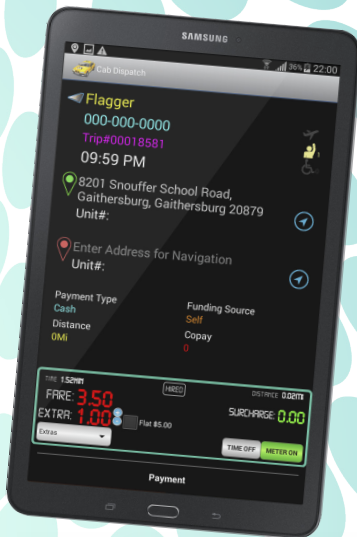 SAMSUNG
36% 22:00
Cab Dispatch
Flagger
000-000-0000
Trip#00018581
09:59 PM
8201 Snouffer School Road,
Gaithersburg, Gaithersburg 20879
Unit#:
Enter Address for Navigation
Unit#:
Payment Type
Cash
Funding Source
Self
Distance
0Mi
Copay
0
TIME 1.52MIN
HIRED
DISTANCE 0.02MI
FARE: 3.50
SURCHARGE: 0.00
EXTRA: 1.00
Flat $5.00
Extras
TIME OFF
METER ON
Payment